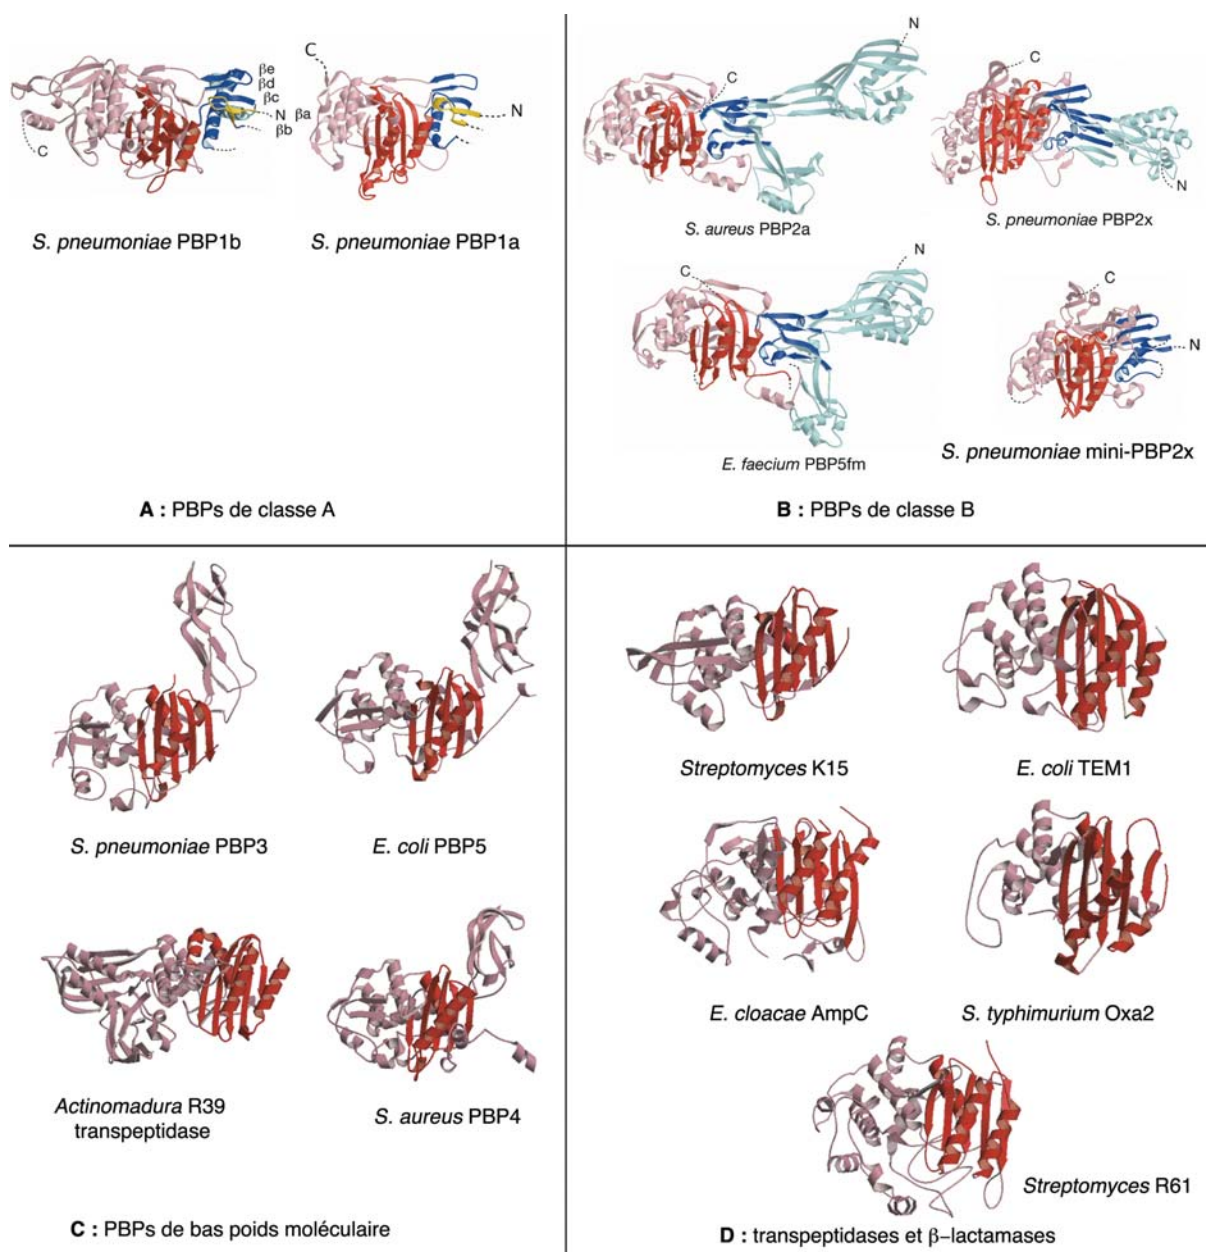 βe
βd
βc
N
βb
C
S. pneumoniae PBP1b
C
βa
N
S. pneumoniae PBP1a
A : PBPs de classe A
N
C
S. aureus PBP2a
C
N
S. pneumoniae PBP2x
N
C
E. faecium PBP5fm
C
N
S. pneumoniae mini-PBP2x
B : PBPs de classe B
S. pneumoniae PBP3
E. coli PBP5
Actinomadura R39
transpeptidase
S. aureus PBP4
C : PBPs de bas poids moléculaire
Streptomyces K15
E. coli TEM1
E. cloacae AmpC
S. typhimurium Oxa2
Streptomyces R61
D : transpeptidases et β–lactamases